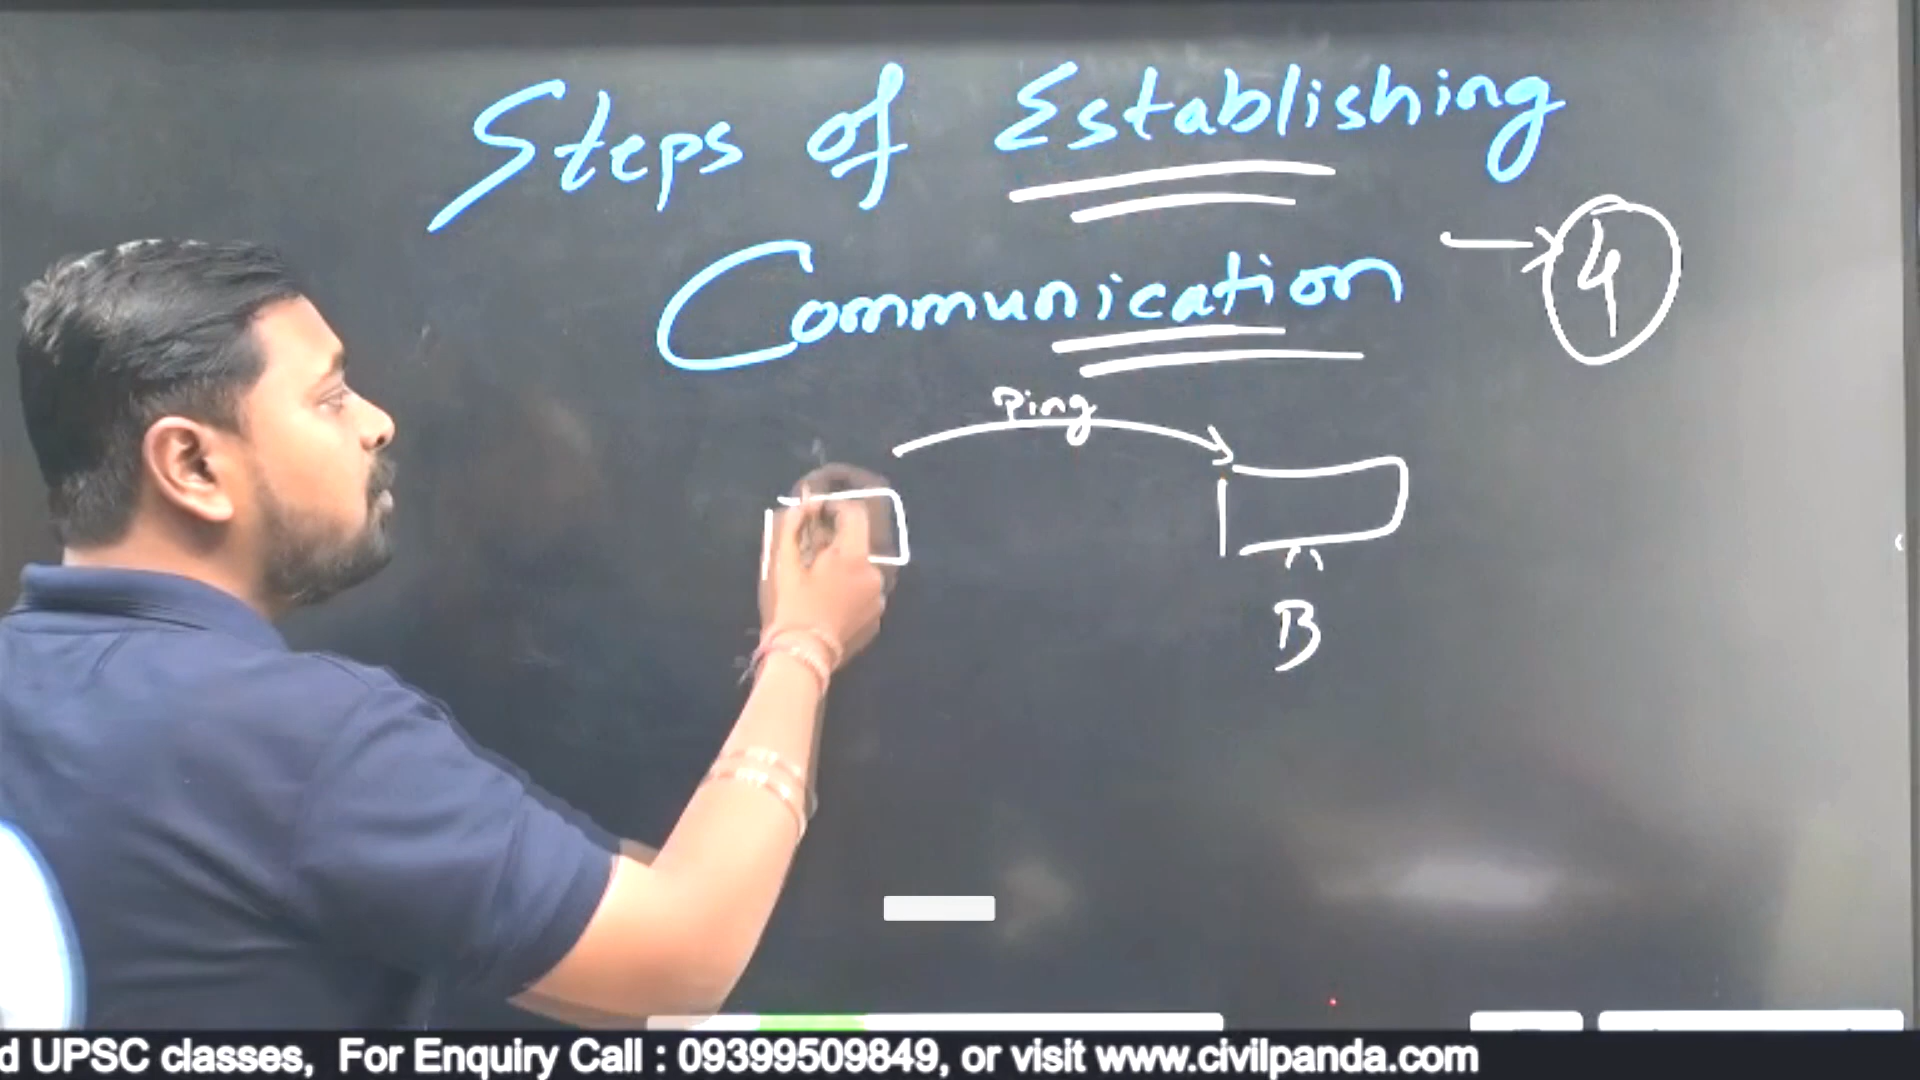 Steps of Establishing
Communication → 4
Ping
B
d UPSC classes, For Enquiry Call : 09399509849, or visit www.civilpanda.com